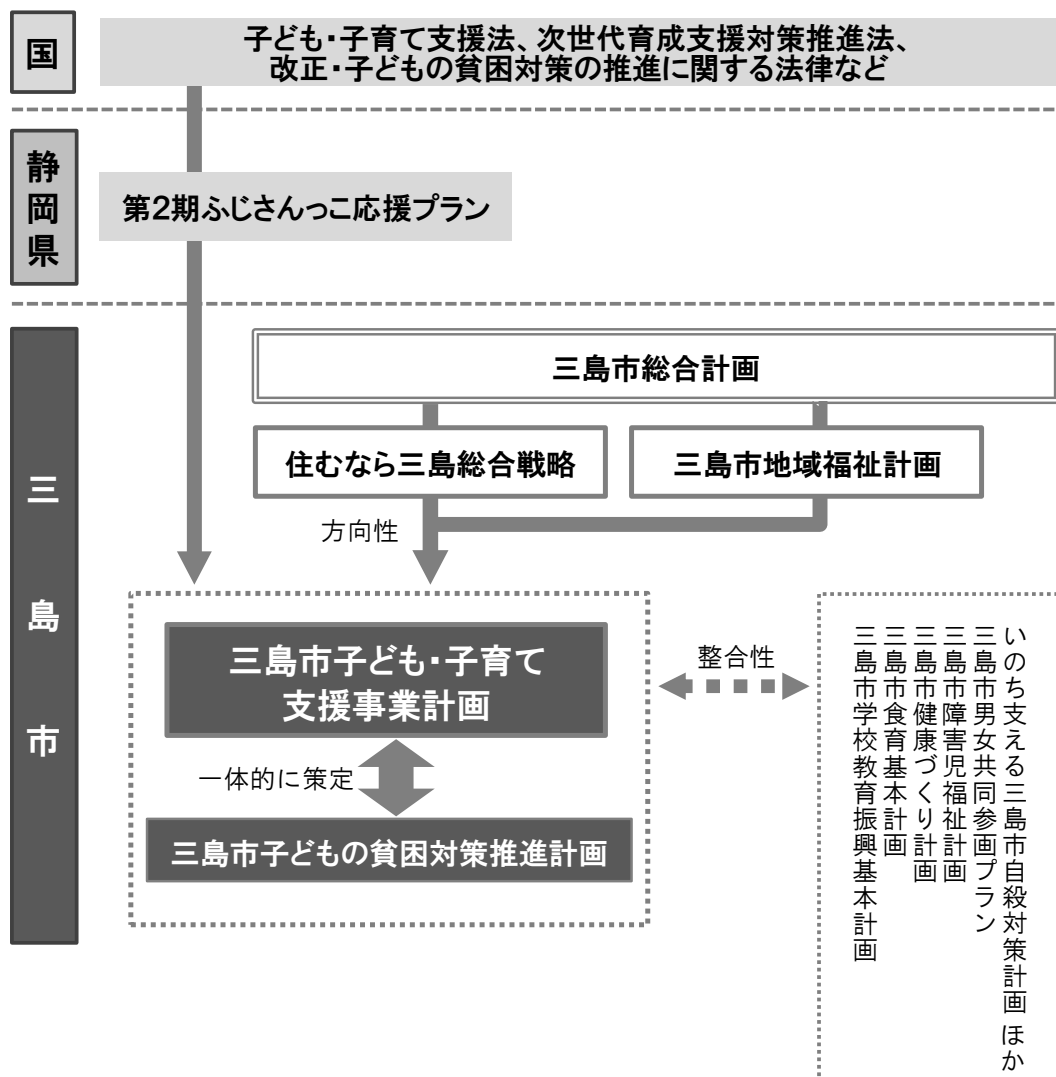 国
子ども・子育て支援法、次世代育成支援対策推進法、
改正・子どもの貧困対策の推進に関する法律など
静岡県
第2期ふじさんっこ応援プラン
三島市
三島市総合計画
住むなら三島総合戦略
三島市地域福祉計画
方向性
三島市子ども・子育て
支援事業計画
一体的に策定
三島市子どもの貧困対策推進計画
整合性
いのち支える三島市自殺対策計画 ほか
三島市男女共同参画プラン
三島市障害児福祉計画
三島市健康づくり計画
三島市食育基本計画
三島市学校教育振興基本計画